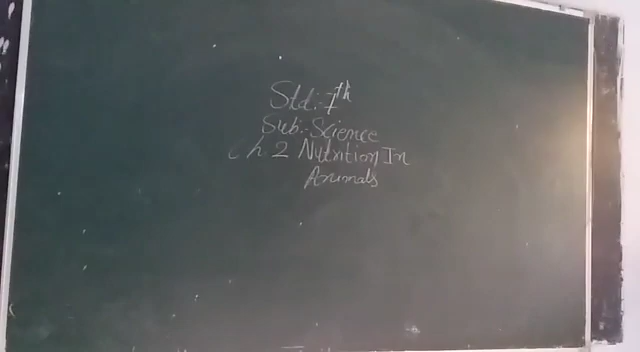 Std:-7th
Sub:-Science
Ch 2 Nutrition In
Animals